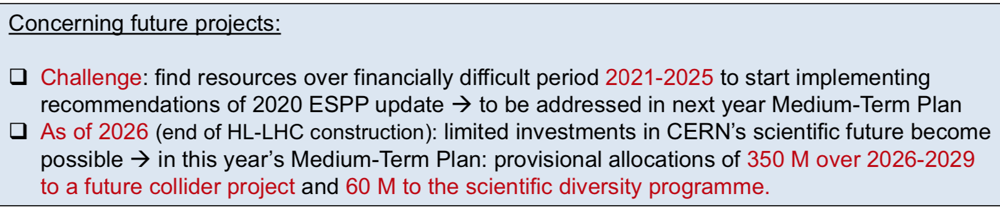 Concerning future projects:
❑ Challenge: find resources over financially difficult period 2021-2025 to start implementing
recommendations of 2020 ESPP update → to be addressed in next year Medium-Term Plan
❑ As of 2026 (end of HL-LHC construction): limited investments in CERN’s scientific future become
possible → in this year’s Medium-Term Plan: provisional allocations of 350 M over 2026-2029
to a future collider project and 60 M to the scientific diversity programme.